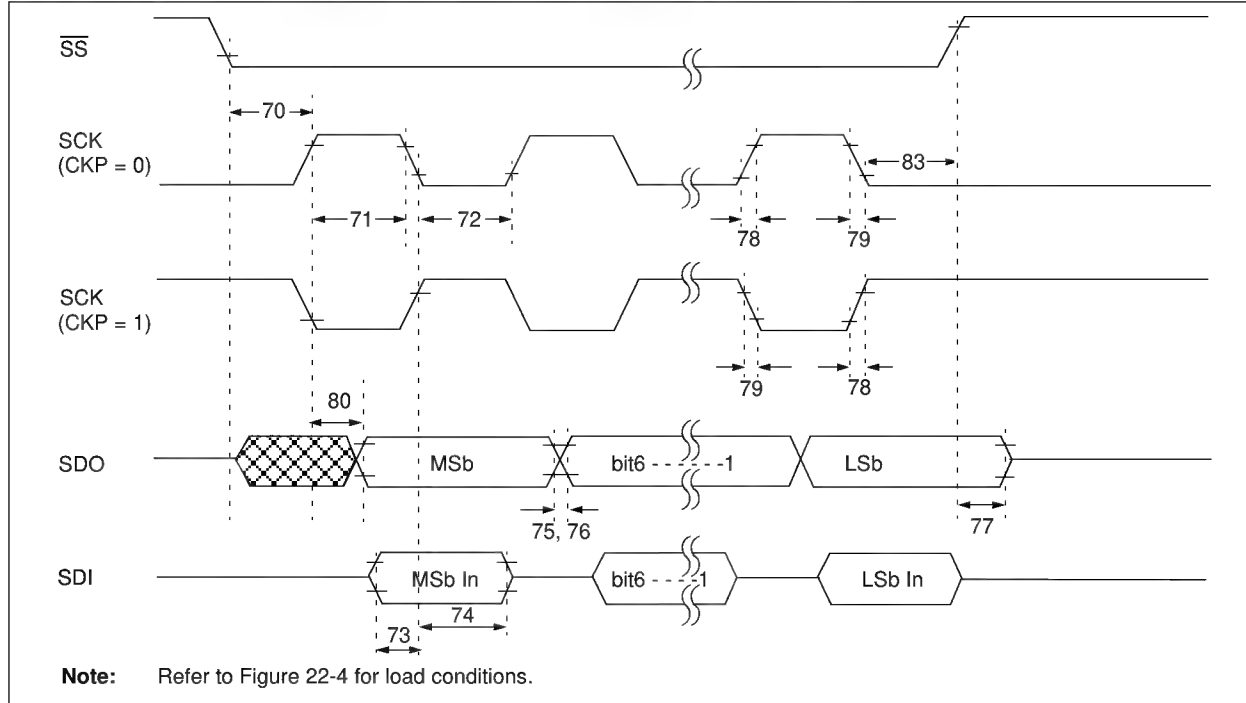 SS
70
SCK
(CKP = 0)
83
71
72
78
79
SCK
(CKP = 1)
79
78
80
SDO
MSb
bit6 - - - - - -1
LSb
75, 76
77
SDI
MSb In
bit6 - - - -1
LSb In
74
73
Note: Refer to Figure 22-4 for load conditions.